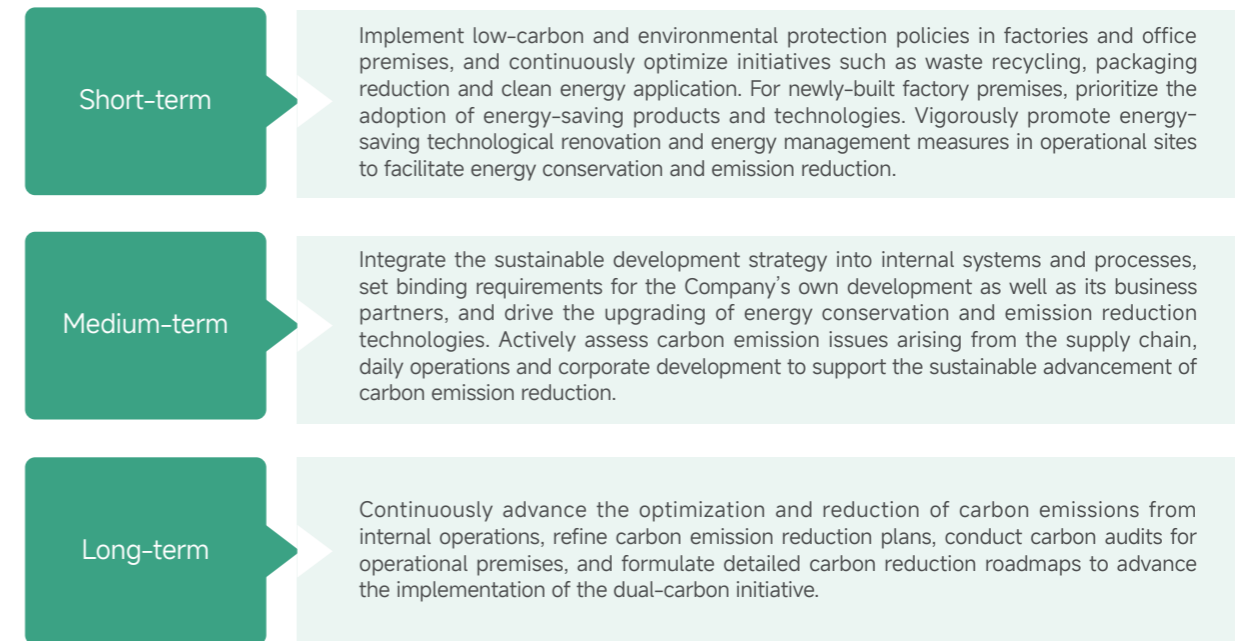 Short-term
Implement low-carbon and environmental protection policies in factories and office
premises, and continuously optimize initiatives such as waste recycling, packaging
reduction and clean energy application. For newly-built factory premises, prioritize the
adoption of energy-saving products and technologies. Vigorously promote energy-
saving technological renovation and energy management measures in operational sites
to facilitate energy conservation and emission reduction.
Medium-term
Integrate the sustainable development strategy into internal systems and processes,
set binding requirements for the Company's own development as well as its business
partners, and drive the upgrading of energy conservation and emission reduction
technologies. Actively assess carbon emission issues arising from the supply chain,
daily operations and corporate development to support the sustainable advancement of
carbon emission reduction.
Long-term
Continuously advance the optimization and reduction of carbon emissions from
internal operations, refine carbon emission reduction plans, conduct carbon audits for
operational premises, and formulate detailed carbon reduction roadmaps to advance
the implementation of the dual-carbon initiative.